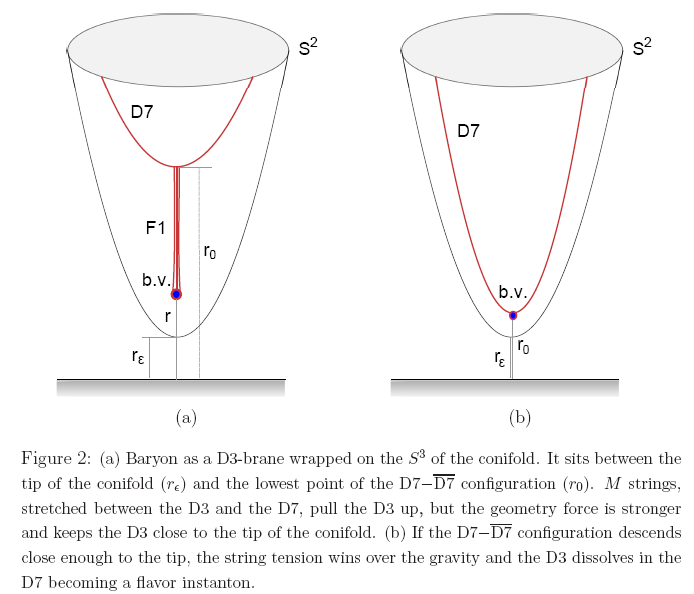 S²
S²
D7
D7
F1
r₀
b.v.
b.v.
r
r₀
rε
rε
(a)
(b)
Figure 2: (a) Baryon as a D3-brane wrapped on the S³ of the conifold. It sits between the
tip of the conifold (rϵ) and the lowest point of the D7−D̅7̅ configuration (r₀). M strings,
stretched between the D3 and the D7, pull the D3 up, but the geometry force is stronger
and keeps the D3 close to the tip of the conifold. (b) If the D7−D̅7̅ configuration descends
close enough to the tip, the string tension wins over the gravity and the D3 dissolves in the
D7 becoming a flavor instanton.